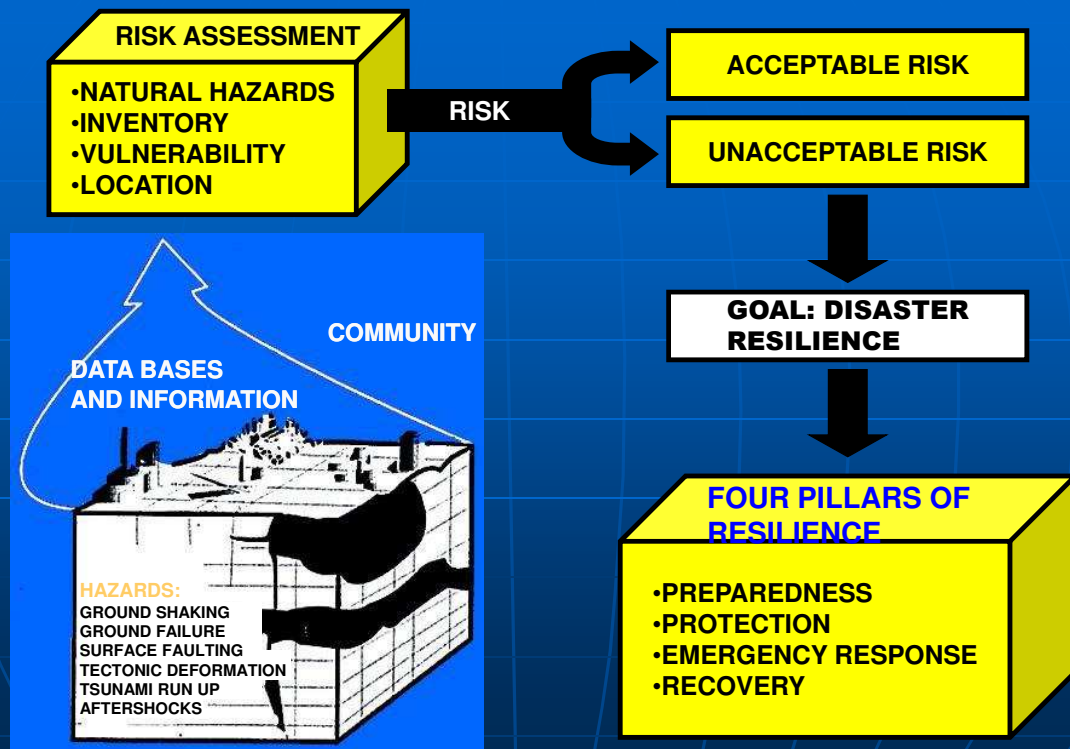 RISK ASSESSMENT
•NATURAL HAZARDS
•INVENTORY
•VULNERABILITY
•LOCATION
RISK
ACCEPTABLE RISK
UNACCEPTABLE RISK
GOAL: DISASTER
RESILIENCE
COMMUNITY
DATA BASES
AND INFORMATION
HAZARDS:
GROUND SHAKING
GROUND FAILURE
SURFACE FAULTING
TECTONIC DEFORMATION
TSUNAMI RUN UP
AFTERSHOCKS
FOUR PILLARS OF
RESILIENCE
•PREPAREDNESS
•PROTECTION
•EMERGENCY RESPONSE
•RECOVERY